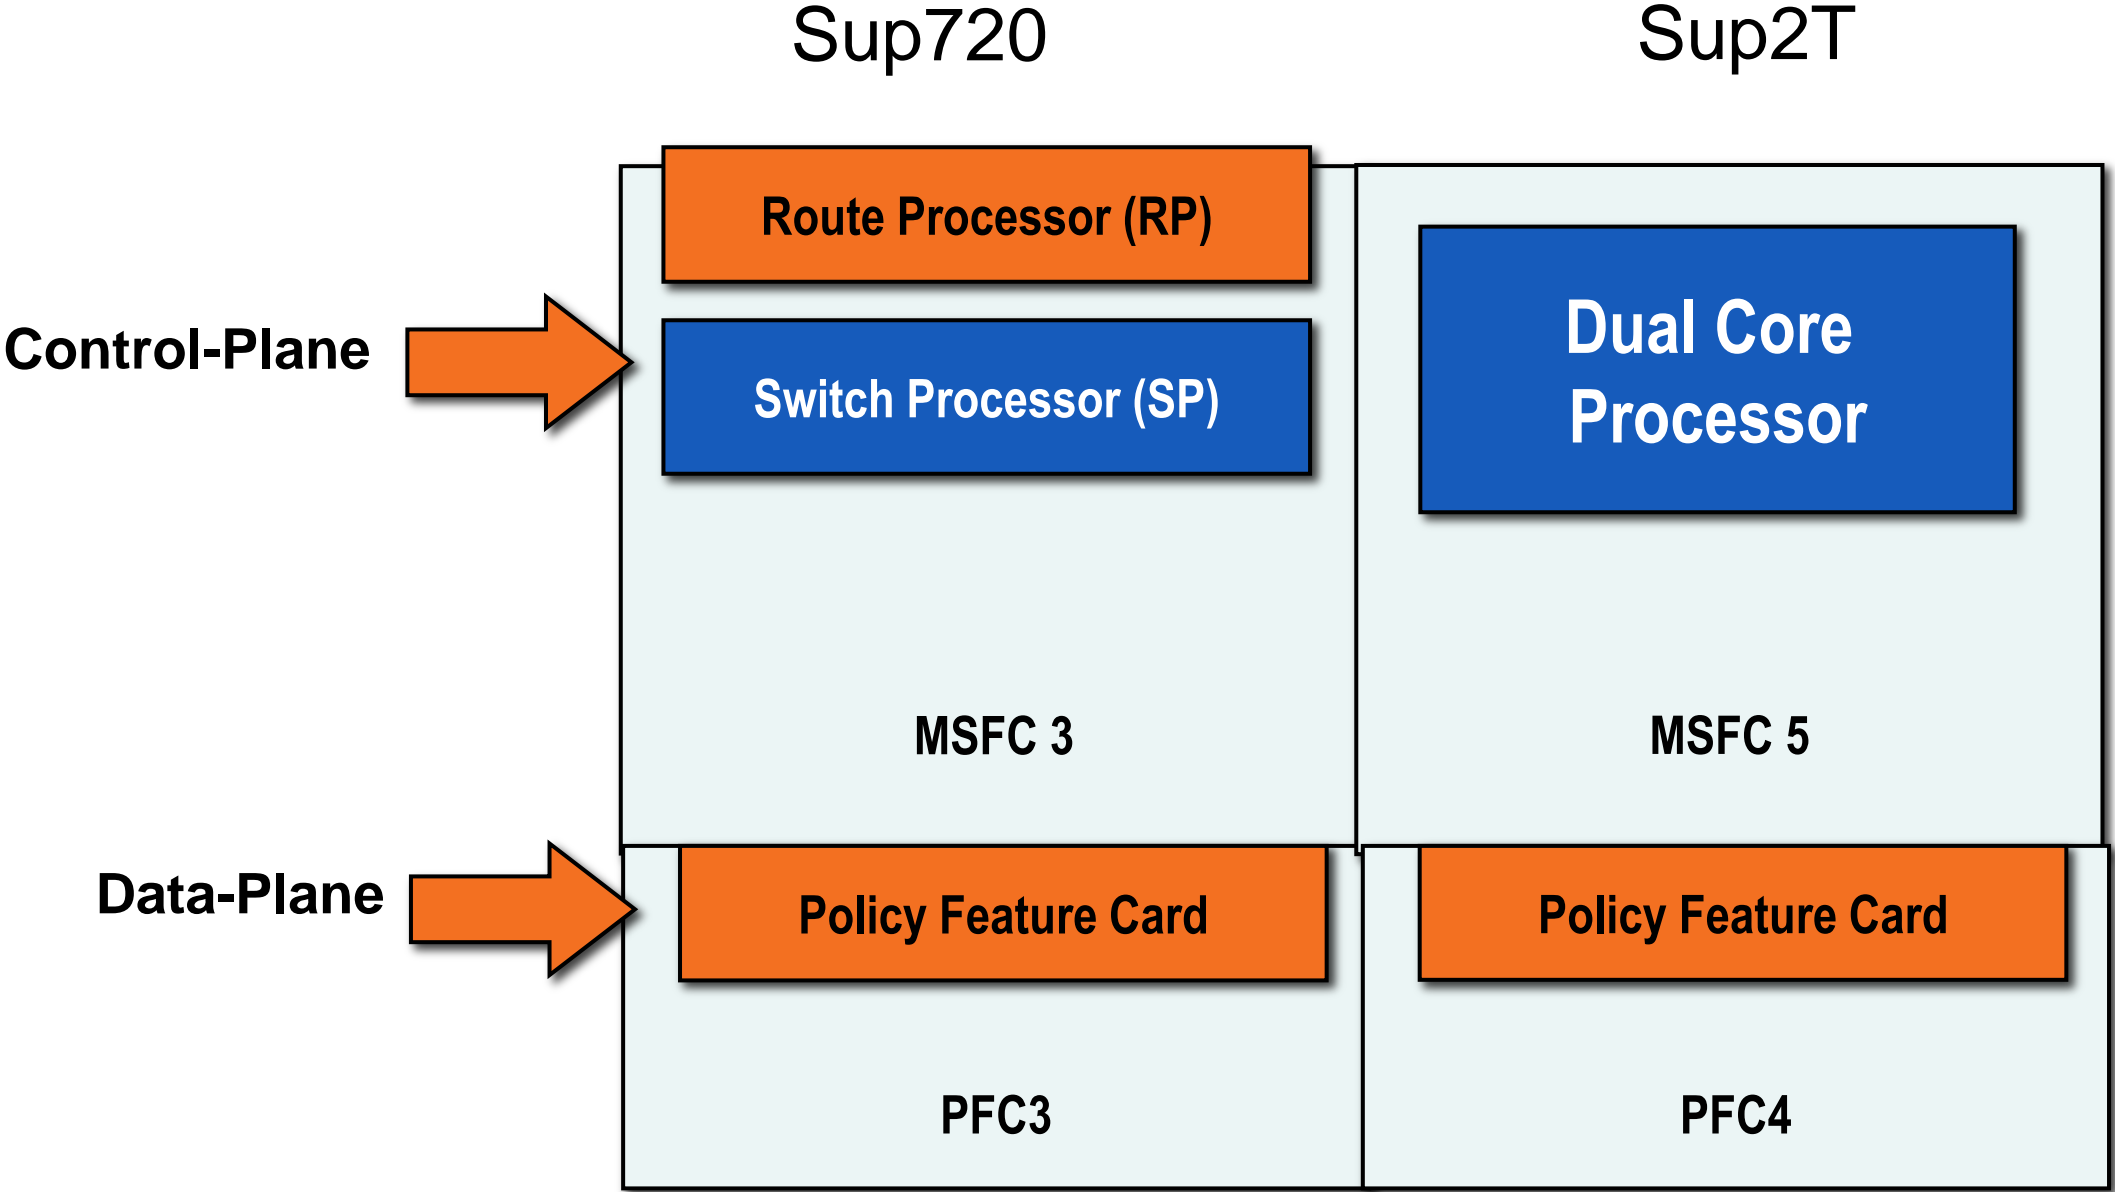 Sup720
Sup2T
Route Processor (RP)
Control-Plane
Switch Processor (SP)
Dual Core
Processor
MSFC 3
MSFC 5
Data-Plane
Policy Feature Card
Policy Feature Card
PFC3
PFC4